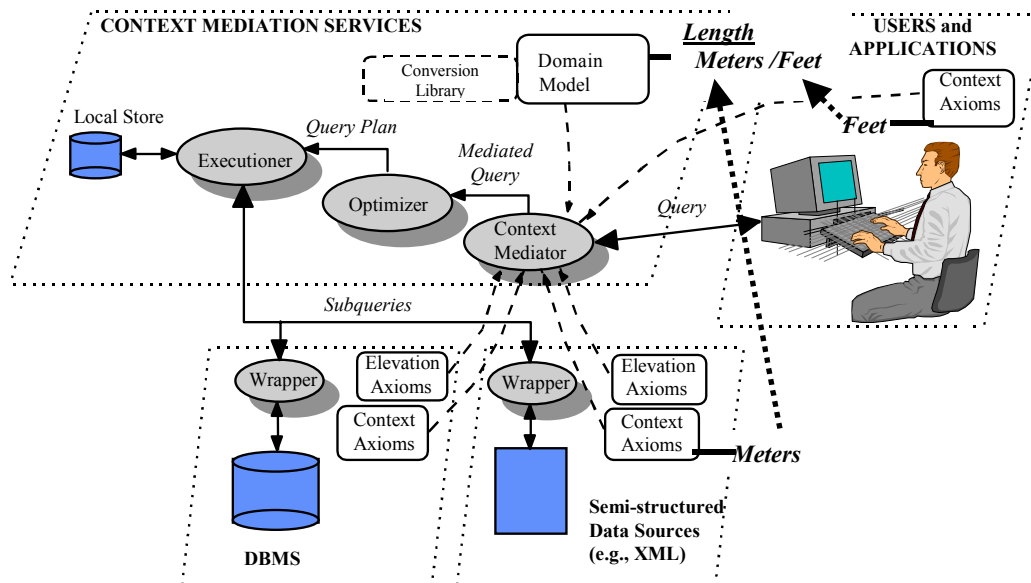 CONTEXT MEDIATION SERVICES
Length
Meters /Feet
USERS and
APPLICATIONS
Conversion
Library
Domain
Model
Context
Axioms
Feet
Local Store
Query Plan
Executioner
Mediated
Query
Optimizer
Context
Mediator
Query
Subqueries
Wrapper
Elevation
Axioms
Context
Axioms
Wrapper
Elevation
Axioms
Context
Axioms
Meters
DBMS
Semi-structured
Data Sources
(e.g., XML)